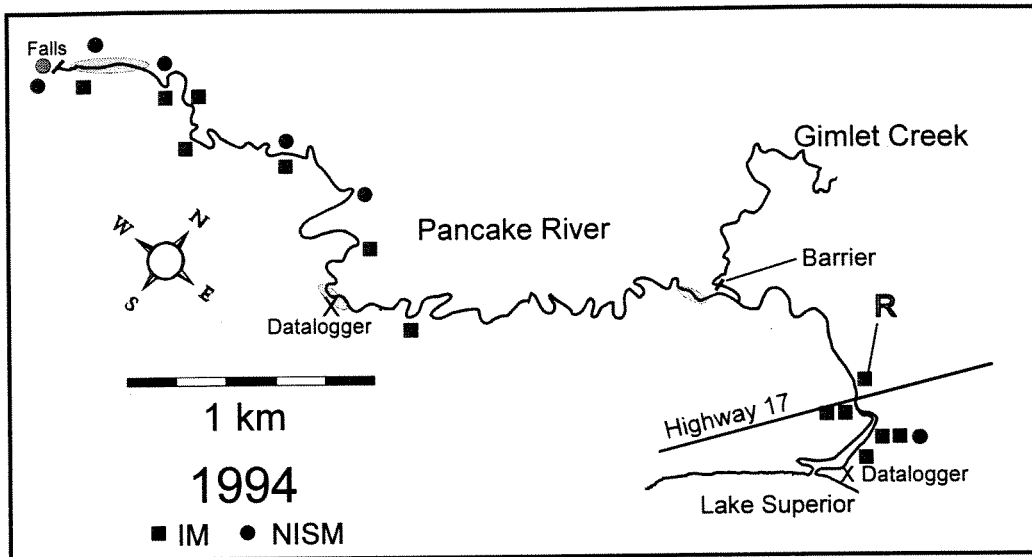 Falls
Gimlet Creek
W
N
S
E
Pancake River
Barrier
R
X
Datalogger
1 km
Highway 17
X Datalogger
Lake Superior
1994
IM
NISM